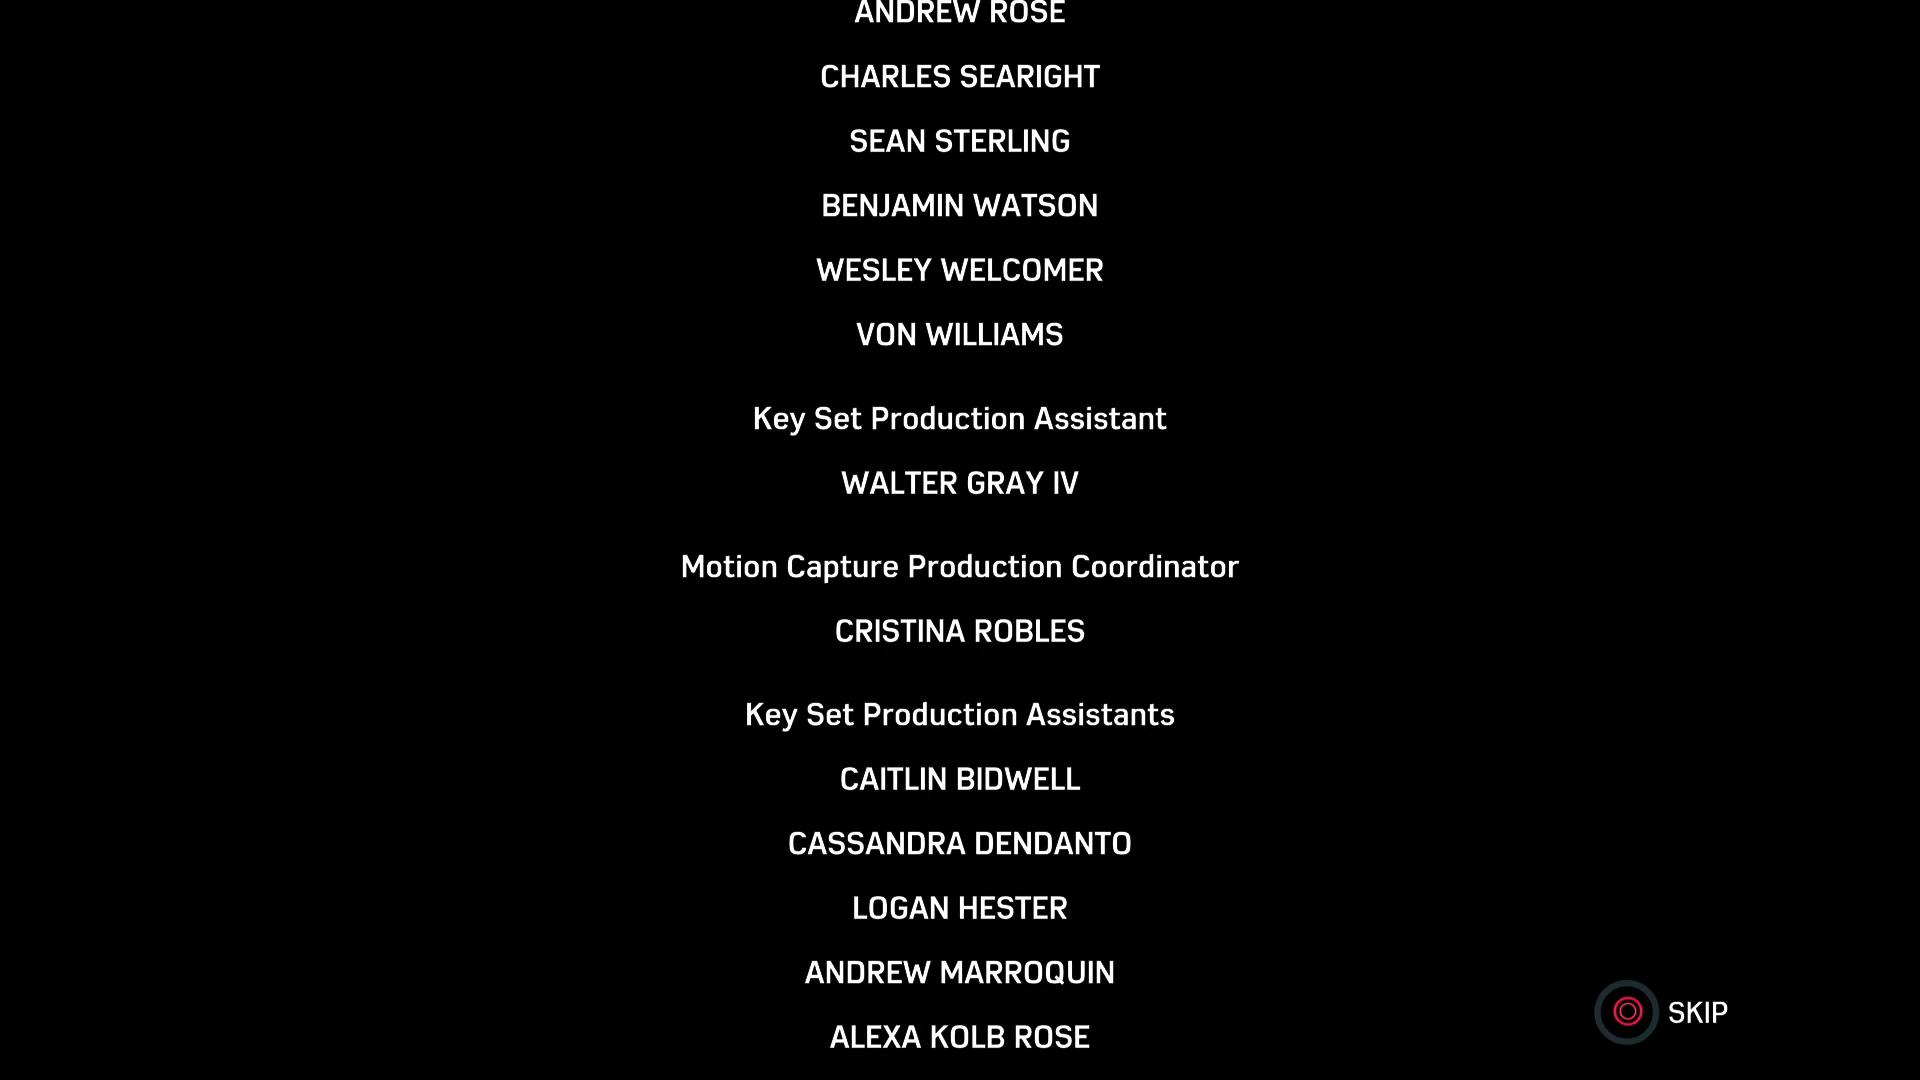 ANDREW ROSE
CHARLES SEARIGHT
SEAN STERLING
BENJAMIN WATSON
WESLEY WELCOMER
VON WILLIAMS
Key Set Production Assistant
WALTER GRAY IV
Motion Capture Production Coordinator
CRISTINA ROBLES
Key Set Production Assistants
CAITLIN BIDWELL
CASSANDRA DENDANTO
LOGAN HESTER
ANDREW MARROQUIN
ALEXA KOLB ROSE
SKIP